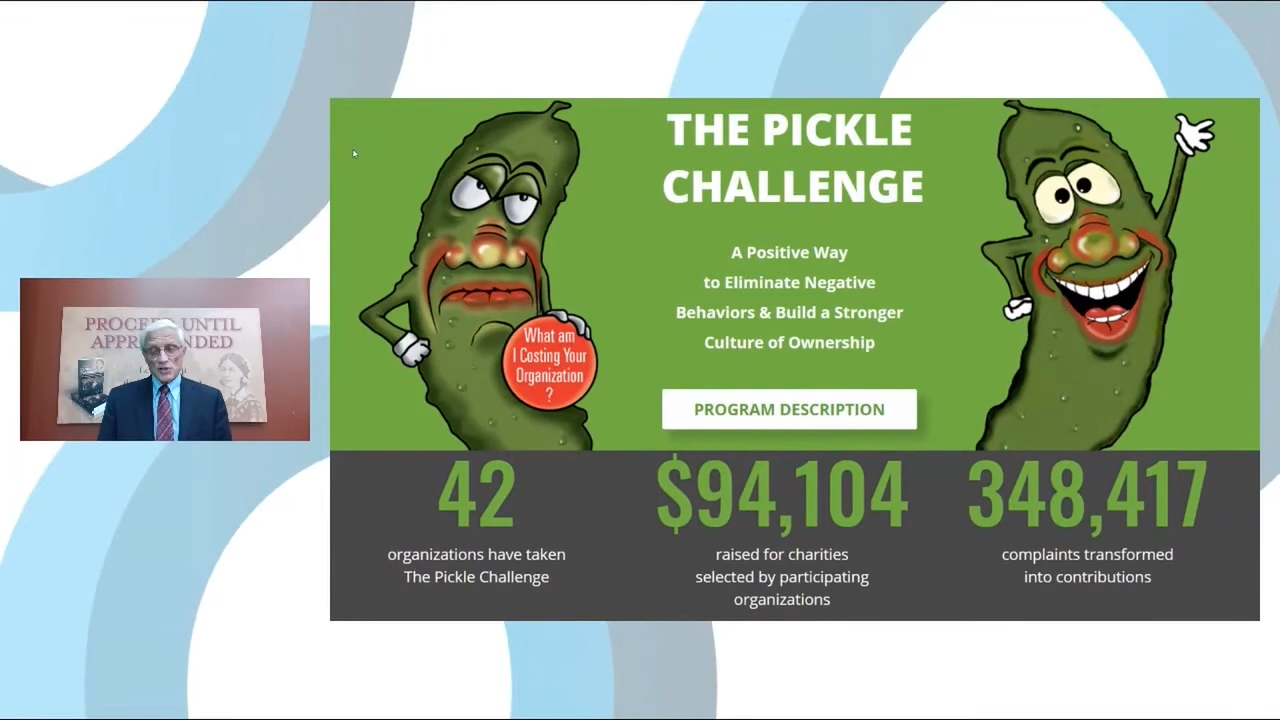 PROCEED UNTIL
APPREHENDED
THE PICKLE
CHALLENGE
A Positive Way
to Eliminate Negative
Behaviors & Build a Stronger
Culture of Ownership
PROGRAM DESCRIPTION
What am
I Costing Your
Organization
?
42
organizations have taken
The Pickle Challenge
$94,104
raised for charities
selected by participating
organizations
348,417
complaints transformed
into contributions